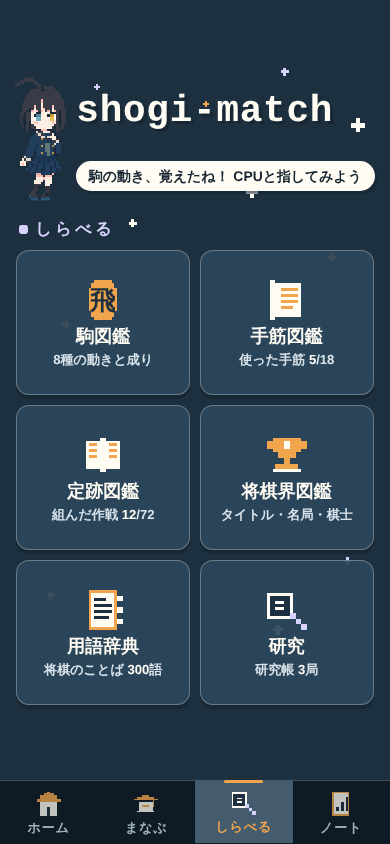 shogi-match
駒の動き、覚えたね！ CPUと指してみよう
しらべる
飛
駒図鑑
8種の動きと成り
手筋図鑑
使った手筋 5/18
定跡図鑑
組んだ作戦 12/72
将棋界図鑑
タイトル・名局・棋士
用語辞典
将棋のことば 300語
研究
研究帳 3局
ホーム
まなぶ
しらべる
ノート